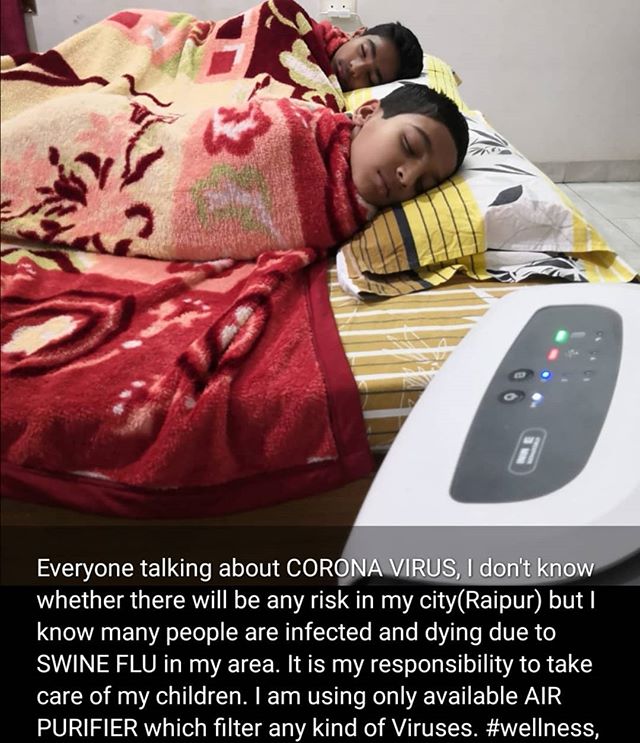 Everyone talking about CORONA VIRUS, I don't know
whether there will be any risk in my city(Raipur) but I
know many people are infected and dying due to
SWINE FLU in my area. It is my responsibility to take
care of my children. I am using only available AIR
PURIFIER which filter any kind of Viruses. #wellness,